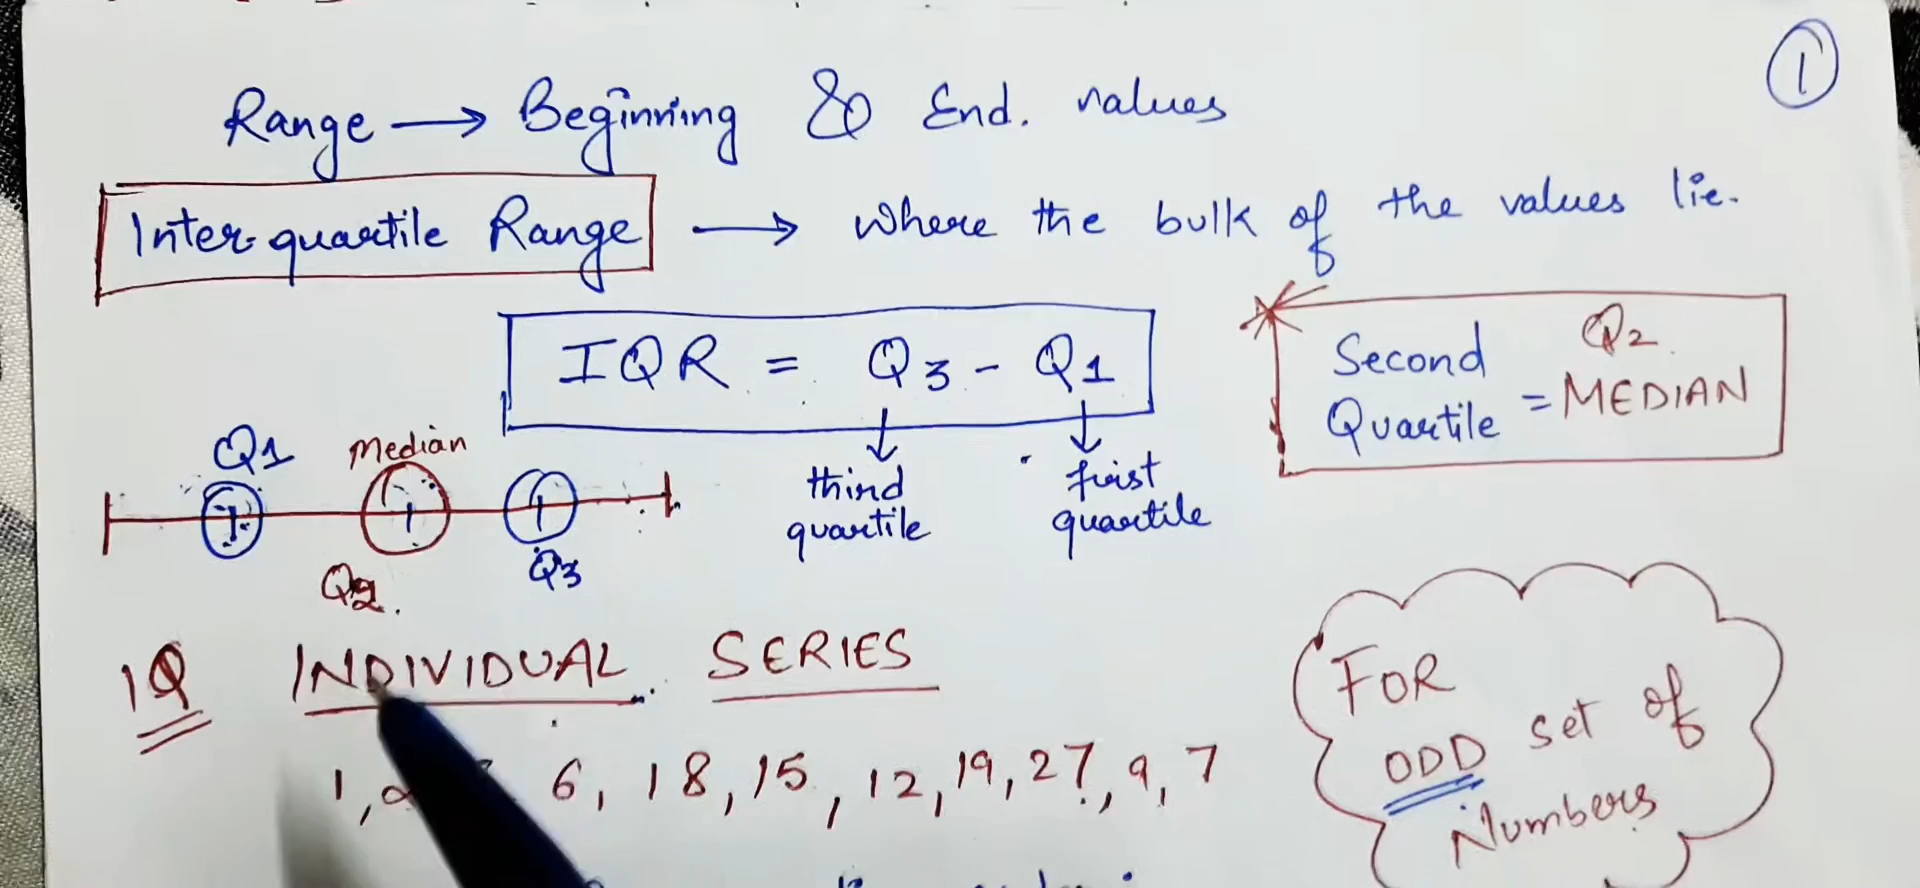 1
Range → Beginning & End. values
Inter-quartile Range → Where the bulk of the values lie.
IQR = Q3 - Q1
third quartile
first quartile
Second Quartile = Q2 MEDIAN
Q1 Median
Q2. Q3
1Q INDIVIDUAL SERIES
1, 6, 18, 15, 12, 19, 27, 9, 7
FOR
ODD set of
Numbers